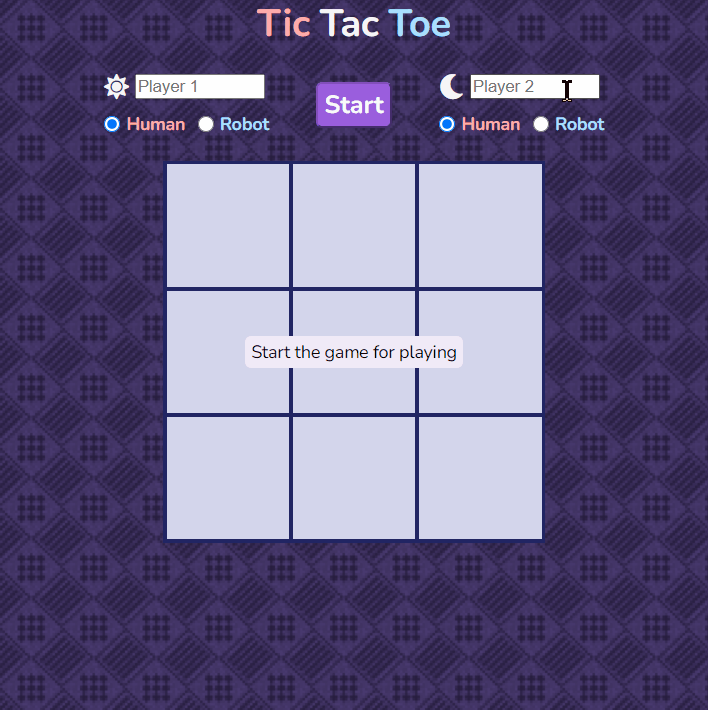 Tic Tac Toe
Player 1
Start
Player 2
Human Robot
Human Robot
Start the game for playing